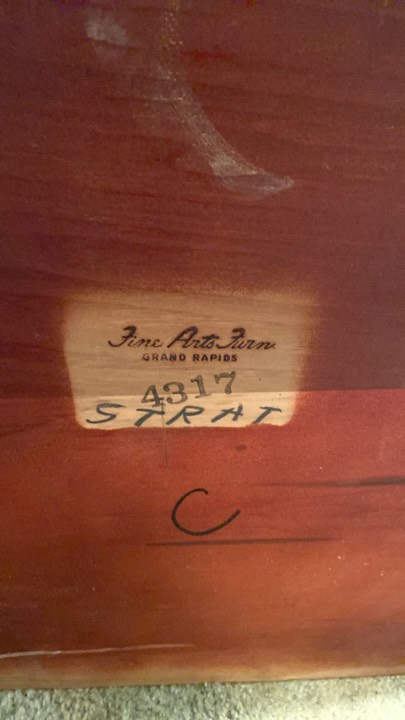 Fine Arts Furn.
GRAND RAPIDS
4317
STRAT
C